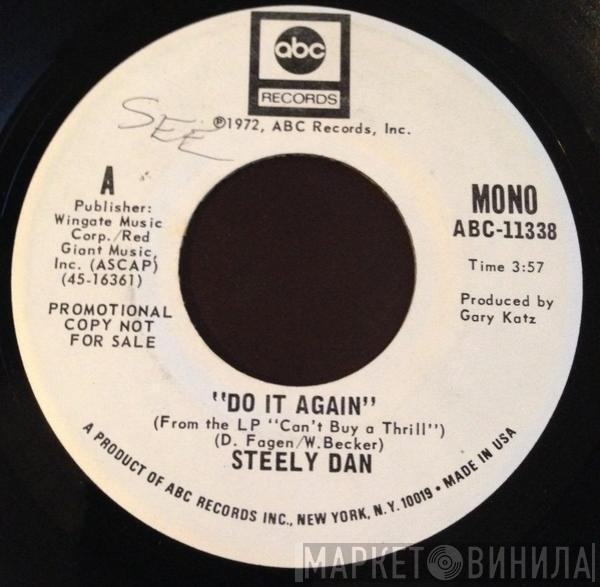 abc
RECORDS
SEE
℗1972, ABC Records, Inc.
A
Publisher:
Wingate Music
Corp./Red
Giant Music,
Inc. (ASCAP)
(45-16361)
PROMOTIONAL
COPY NOT
FOR SALE
MONO
ABC-11338
Time 3:57
Produced by
Gary Katz
"DO IT AGAIN"
(From the LP "Can't Buy a Thrill")
(D. Fagen/W.Becker)
STEELY DAN
A PRODUCT OF ABC RECORDS INC., NEW YORK, N.Y. 10019 • MADE IN USA
МАРКЕТ ВИНИЛА